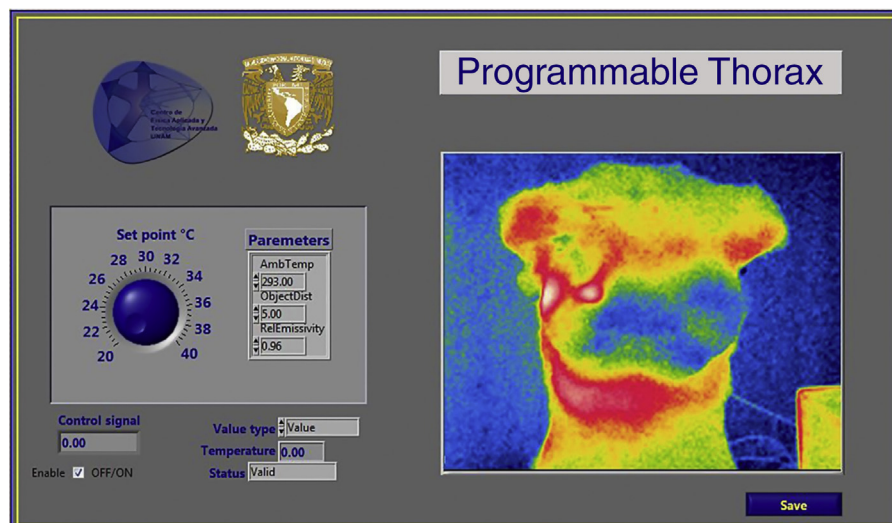 Centro de
Física Aplicada y
Tecnología Avanzada
UNAM
Programmable Thorax
Set point °C
20
22
24
26
28
30
32
34
36
38
40
Paremeters
AmbTemp
293.00
ObjectDist
5.00
RelEmissivity
0.96
Control signal
0.00
Enable
OFF/ON
Value type
Value
Temperature
0.00
Status
Valid
Save